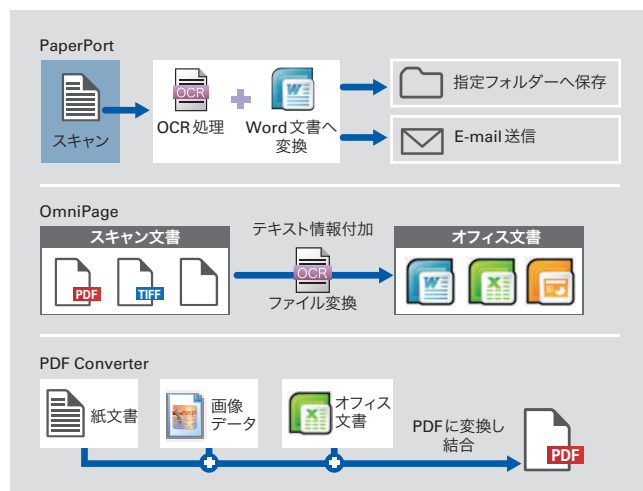 PaperPort
スキャン
OCR
OCR処理
Word文書へ
変換
指定フォルダーへ保存
E-mail送信
OmniPage
スキャン文書
PDF
TIFF
テキスト情報付加
OCR
ファイル変換
オフィス文書
PDF Converter
紙文書
画像
データ
オフィス
文書
PDFに変換し
結合
PDF